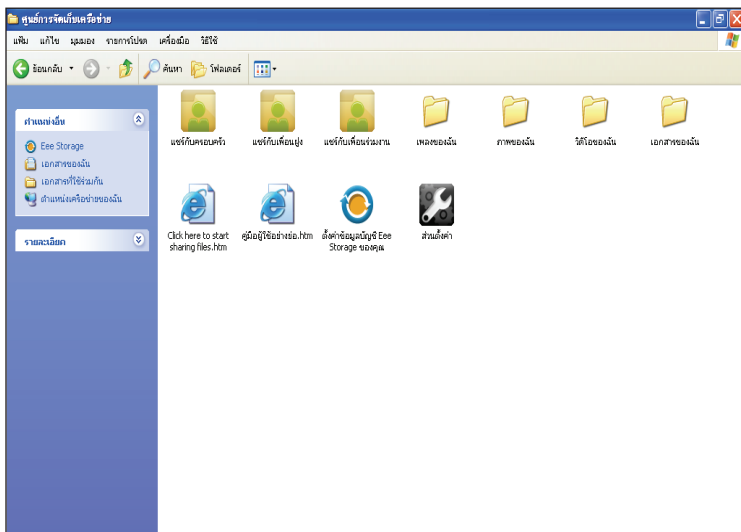 ศูนย์การจัดเก็บเครือข่าย
แฟ้ม แก้ไข มุมมอง รายการโปรด เครื่องมือ วิธีใช้
ย้อนกลับ ค้นหา โฟลเดอร์
ตำแหน่งอื่น
Eee Storage
เอกสารของฉัน
เอกสารที่ใช้ร่วมกัน
ตำแหน่งเครือข่ายของฉัน
รายละเอียด
แชร์กับครอบครัว แชร์กับเพื่อนฝูง แชร์กับเพื่อนร่วมงาน เพลงของฉัน ภาพของฉัน วิดีโอของฉัน เอกสารของฉัน
Click here to start คู่มือผู้ใช้อย่างย่อ.htm ตั้งค่าข้อมูลบัญชี Eee ส่วนตั้งค่า
sharing files.htm Storage ของคุณ